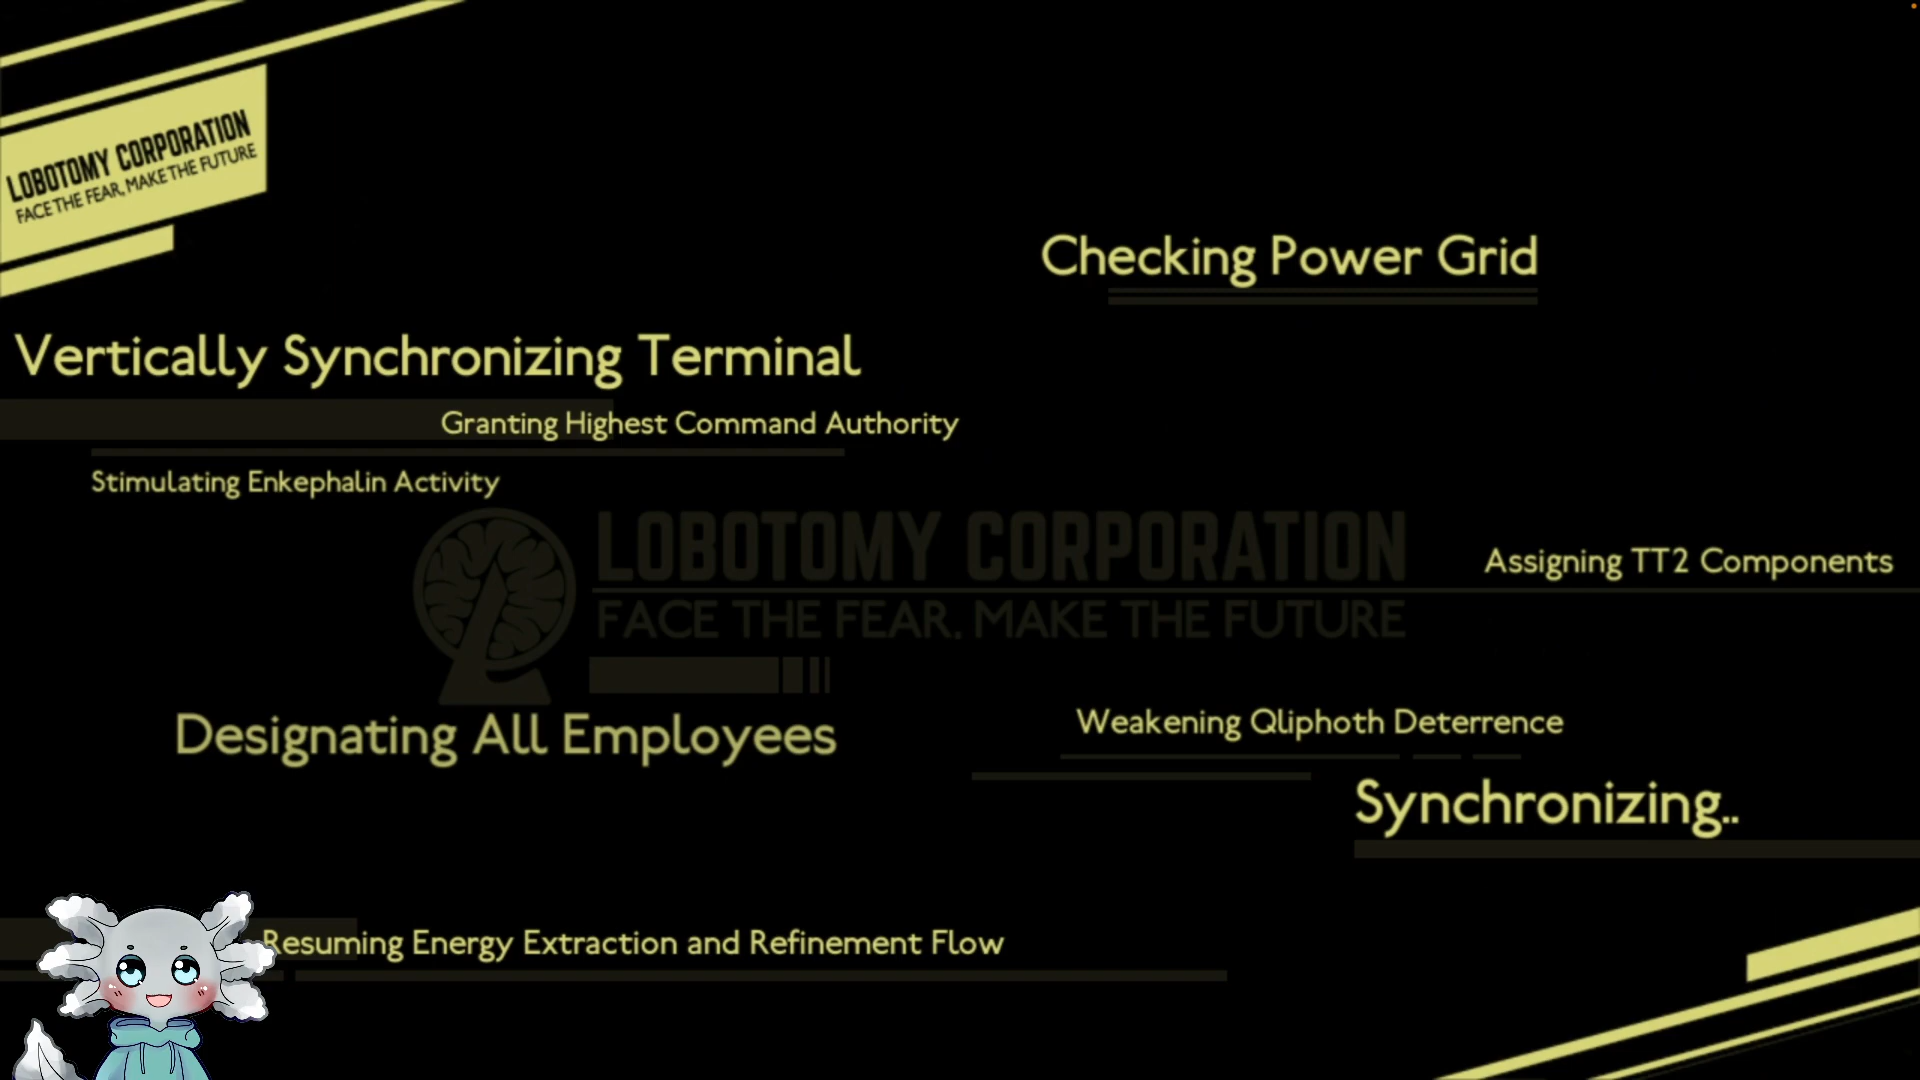 LOBOTOMY CORPORATION
FACE THE FEAR, MAKE THE FUTURE
Checking Power Grid
Vertically Synchronizing Terminal
Granting Highest Command Authority
Stimulating Enkephalin Activity
LOBOTOMY CORPORATION
FACE THE FEAR. MAKE THE FUTURE
Assigning TT2 Components
Designating All Employees
Weakening Qliphoth Deterrence
Synchronizing..
Resuming Energy Extraction and Refinement Flow